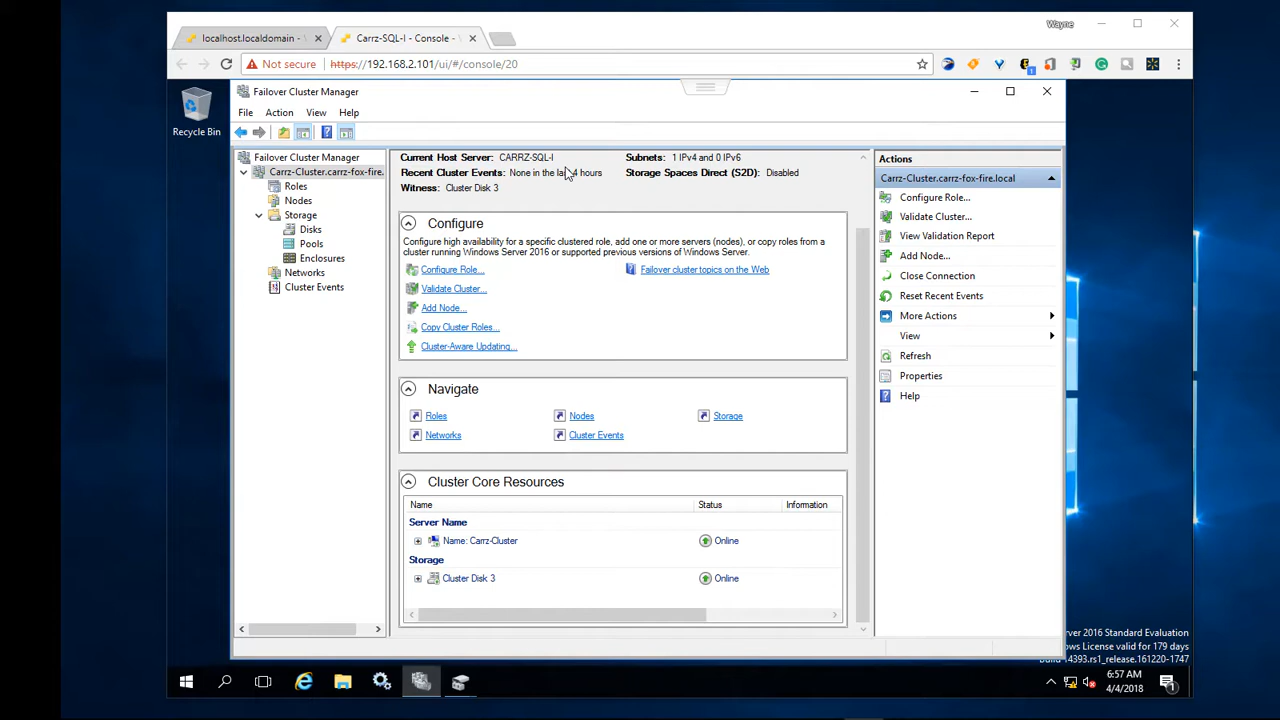 Wayne
localhost.localdomain -
Carrz-SQL-I - Console -
Not secure https://192.168.2.101/ui/#/console/20
Recycle Bin
Failover Cluster Manager
File Action View Help
Failover Cluster Manager
Carrz-Cluster.carrz-fox-fire.
Roles
Nodes
Storage
Disks
Pools
Enclosures
Networks
Cluster Events
Current Host Server: CARRZ-SQL-I Subnets: 1 IPv4 and 0 IPv6
Recent Cluster Events: None in the last 24 hours Storage Spaces Direct (S2D): Disabled
Witness: Cluster Disk 3
Configure
Configure high availability for a specific clustered role, add one or more servers (nodes), or copy roles from a
cluster running Windows Server 2016 or supported previous versions of Windows Server.
Configure Role... Failover cluster topics on the Web
Validate Cluster...
Add Node...
Copy Cluster Roles...
Cluster-Aware Updating...
Navigate
Roles Nodes Storage
Networks Cluster Events
Cluster Core Resources
Name Status Information
Server Name
Name: Carrz-Cluster Online
Storage
Cluster Disk 3 Online
Actions
Carrz-Cluster.carrz-fox-fire.local
Configure Role...
Validate Cluster...
View Validation Report
Add Node...
Close Connection
Reset Recent Events
More Actions
View
Refresh
Properties
Help
rver 2016 Standard Evaluation
ndows License valid for 179 days
Build 14393.rs1_release.161220-1747
6:57 AM
4/4/2018
1